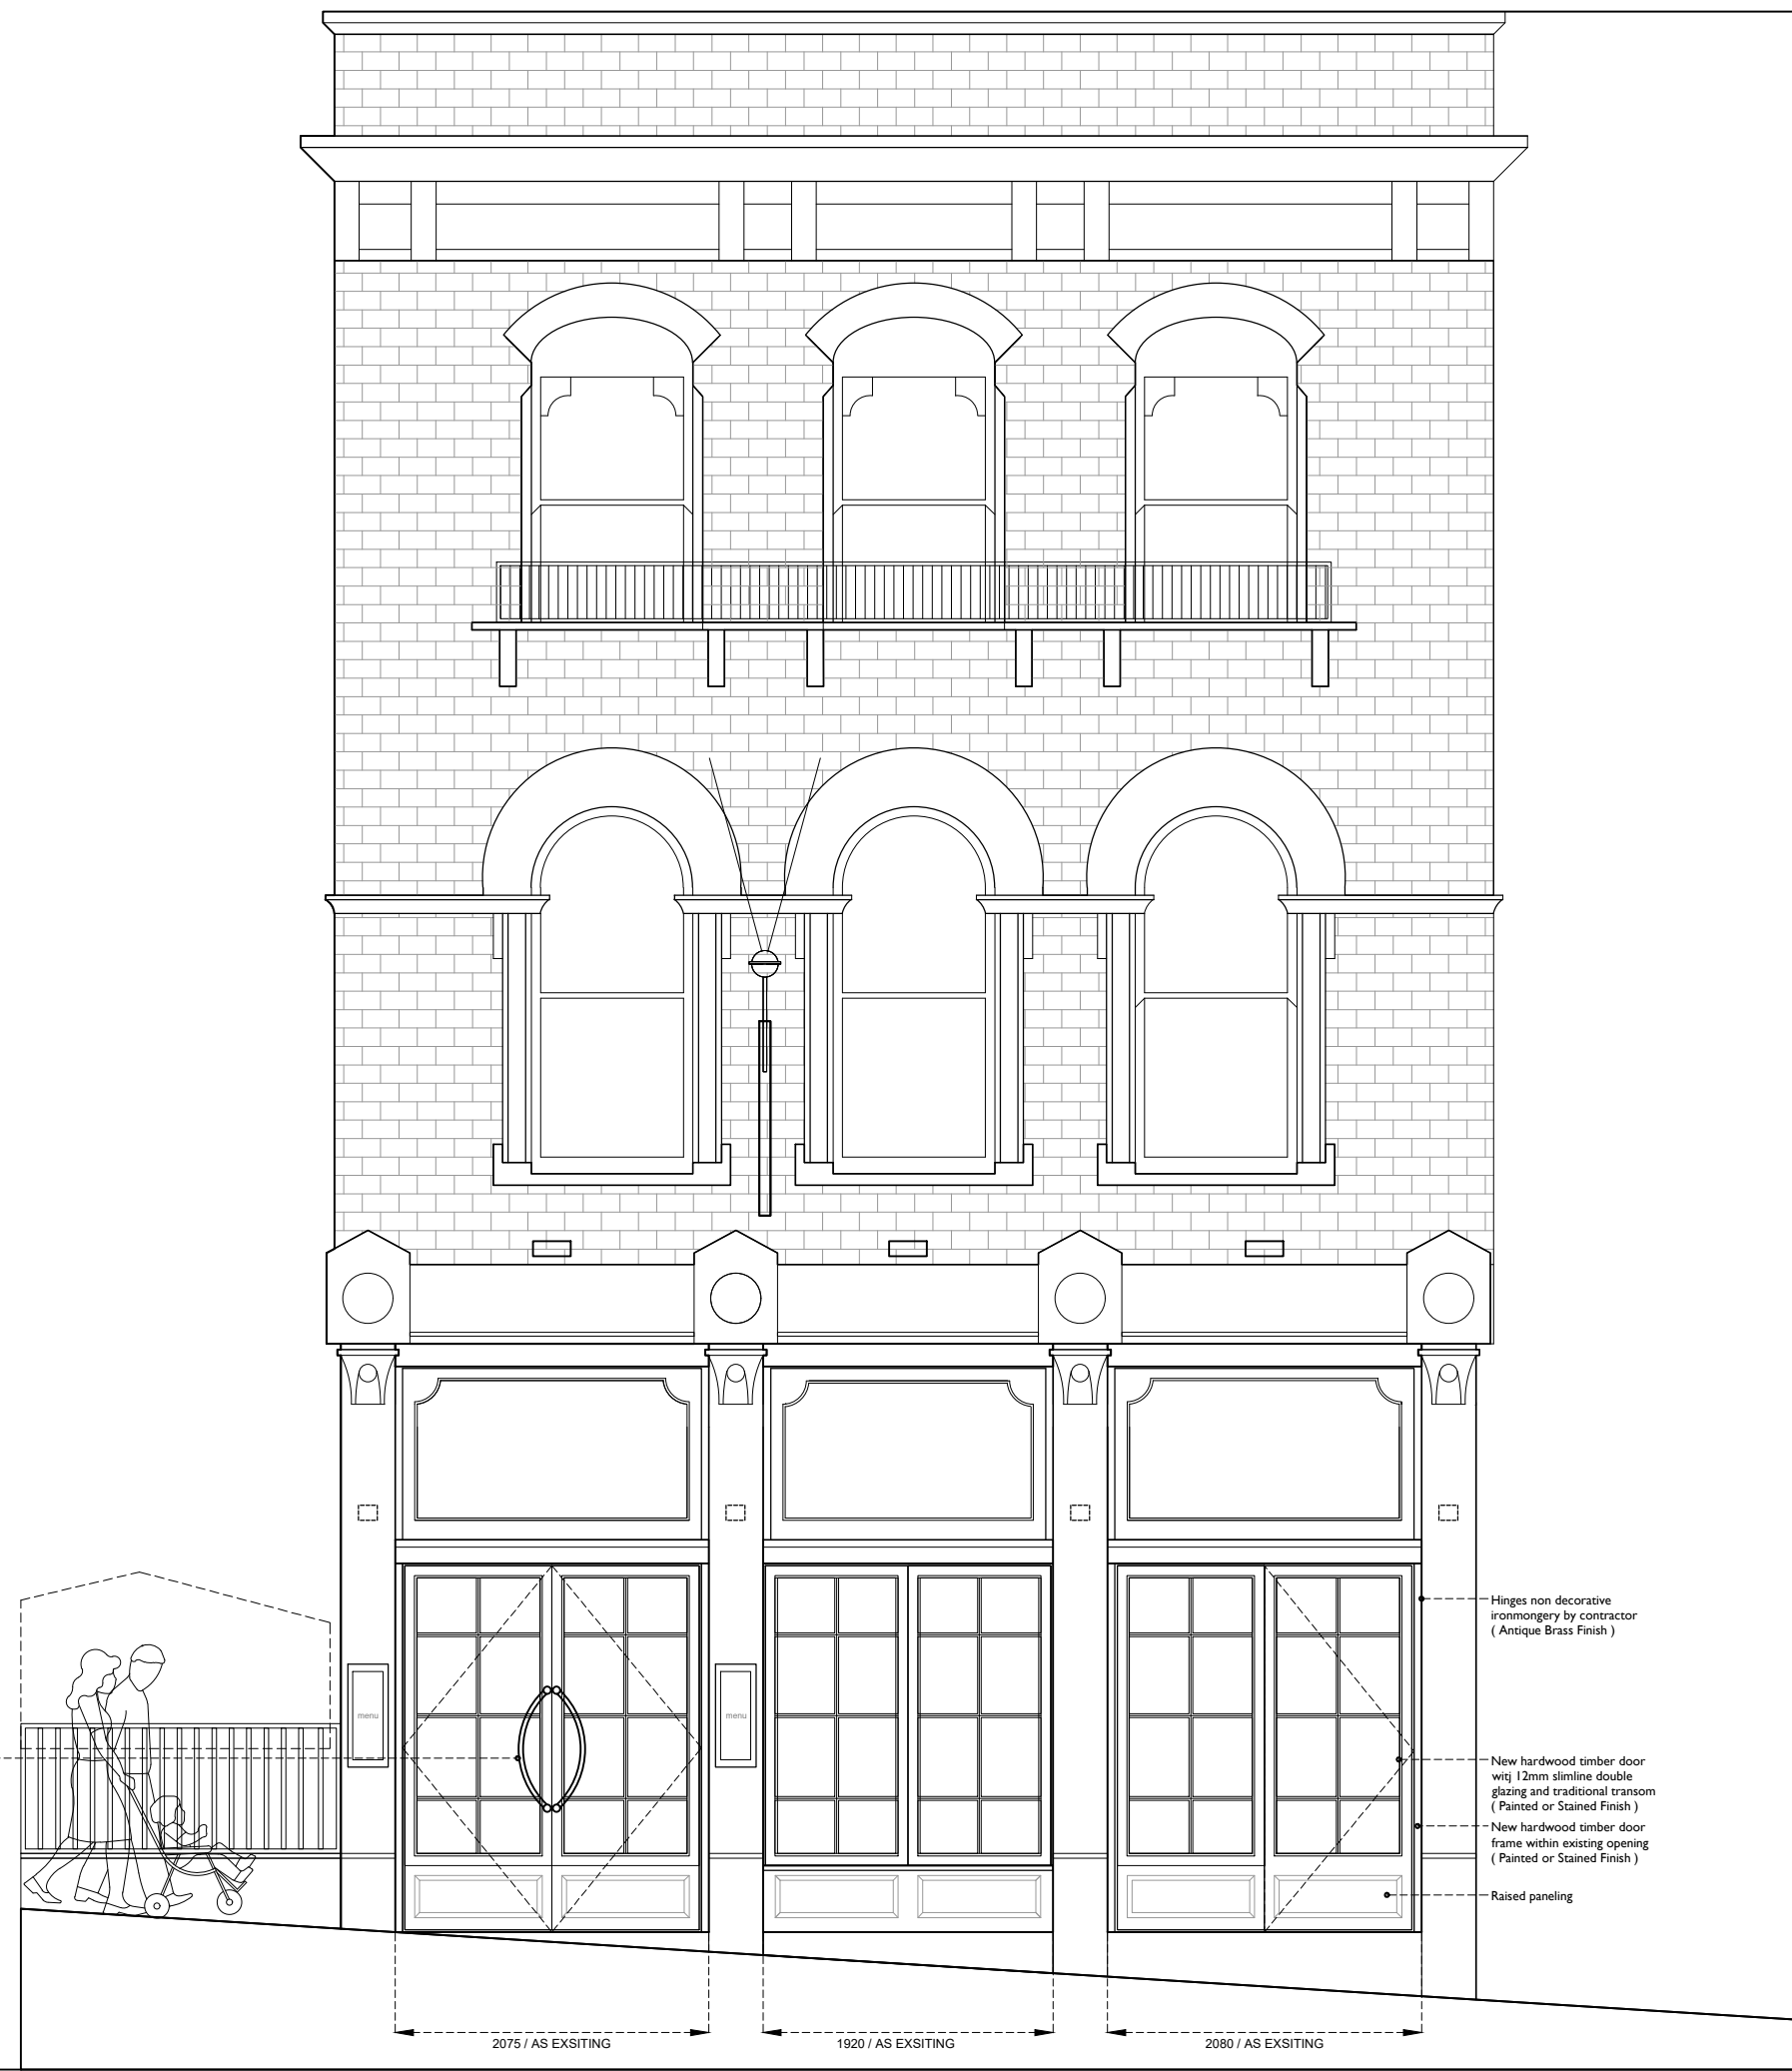 Hinges non decorative
ironmongery by contractor
( Antique Brass Finish )
menu
menu
New hardwood timber door
witj 12mm slimline double
glazing and traditional transom
( Painted or Stained Finish )
New hardwood timber door
frame within existing opening
( Painted or Stained Finish )
Raised paneling
2075 / AS EXSITING
1920 / AS EXSITING
2080 / AS EXSITING